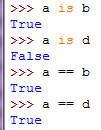 >>> a is b
True
>>> a is d
False
>>> a == b
True
>>> a == d
True